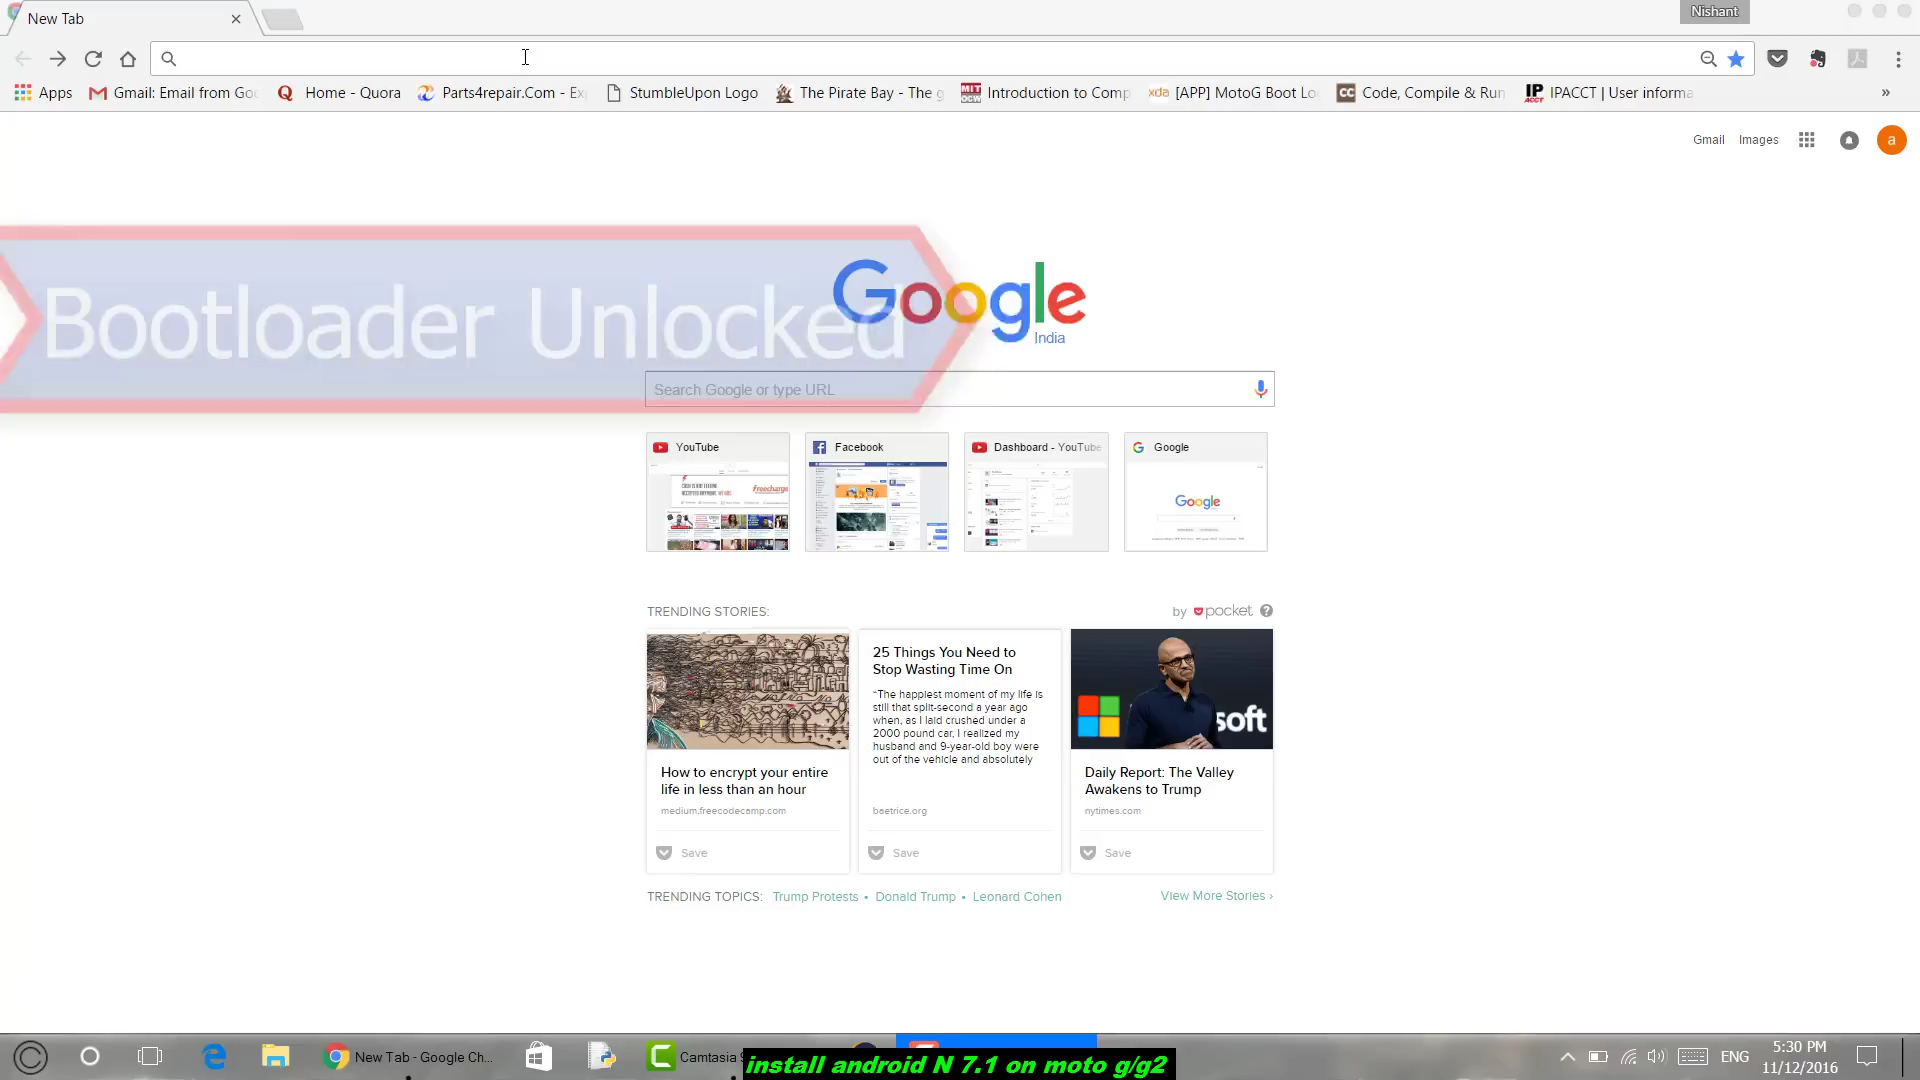 New Tab
Nishant
Apps
Gmail: Email from Go
Home - Quora
Parts4repair.Com - Ex
StumbleUpon Logo
The Pirate Bay - The g
Introduction to Comp
[APP] MotoG Boot Lo
Code, Compile & Run
IPACCT | User informa
»
Gmail
Images
a
Bootloader Unlocked
Google
India
Search Google or type URL
YouTube
Facebook
Dashboard - YouTube
Google
TRENDING STORIES:
by pocket ?
How to encrypt your entire
life in less than an hour
medium.freecodecamp.com
Save
25 Things You Need to
Stop Wasting Time On
“The happiest moment of my life is
still that split-second a year ago
when, as I laid crushed under a
2000 pound car, I realized my
husband and 9-year-old boy were
out of the vehicle and absolutely
baetrice.org
Save
soft
Daily Report: The Valley
Awakens to Trump
nytimes.com
Save
TRENDING TOPICS: Trump Protests • Donald Trump • Leonard Cohen
View More Stories ›
New Tab - Google Ch...
Camtasia 9
install android N 7.1 on moto g/g2
ENG
5:30 PM
11/12/2016